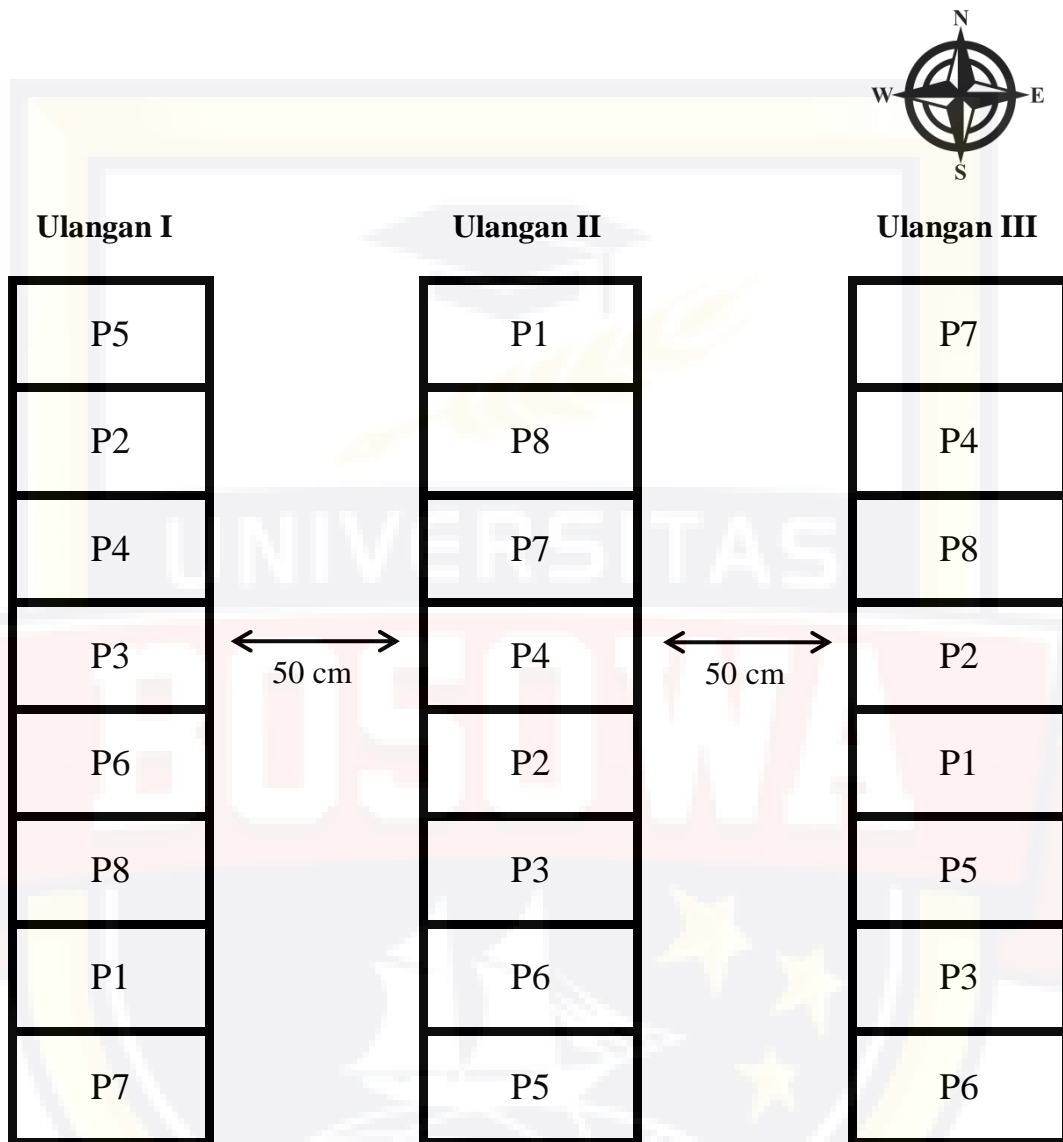 N
W E
S
Ulangan I Ulangan II Ulangan III
P5 P1 P7
P2 P8 P4
P4 P7 P8
P3 P4 P2
50 cm 50 cm
P6 P2 P1
P8 P3 P5
P1 P6 P3
P7 P5 P6
UNIVERSITAS
BOSOWA